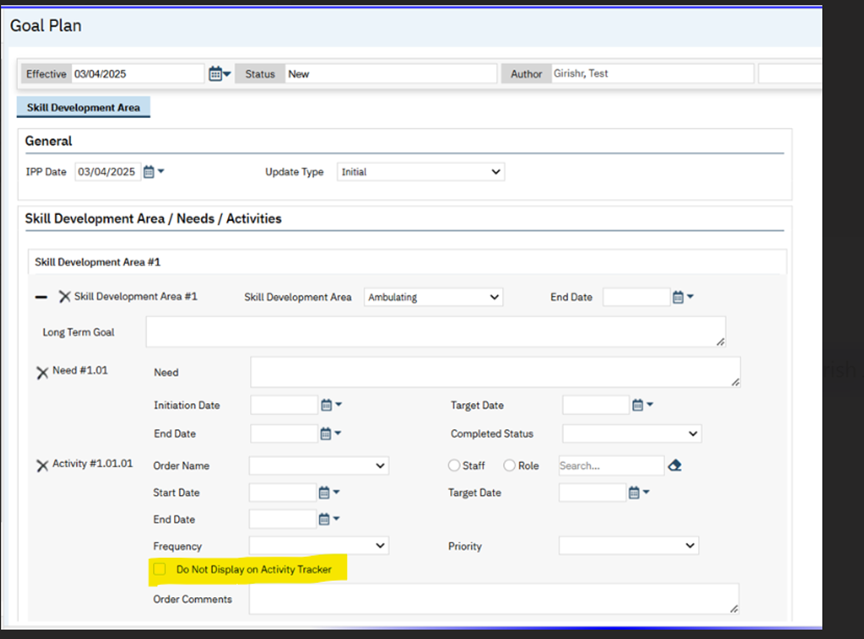 Goal Plan
Effective 03/04/2025 Status New Author Girishr, Test
Skill Development Area
General
IPP Date 03/04/2025 Update Type Initial
Skill Development Area / Needs / Activities
Skill Development Area #1
Skill Development Area #1 Skill Development Area Ambulating End Date
Long Term Goal
Need #1.01 Need
Initiation Date Target Date
End Date Completed Status
Activity #1.01.01 Order Name Staff Role Search...
Start Date Target Date
End Date
Frequency Priority
Do Not Display on Activity Tracker
Order Comments